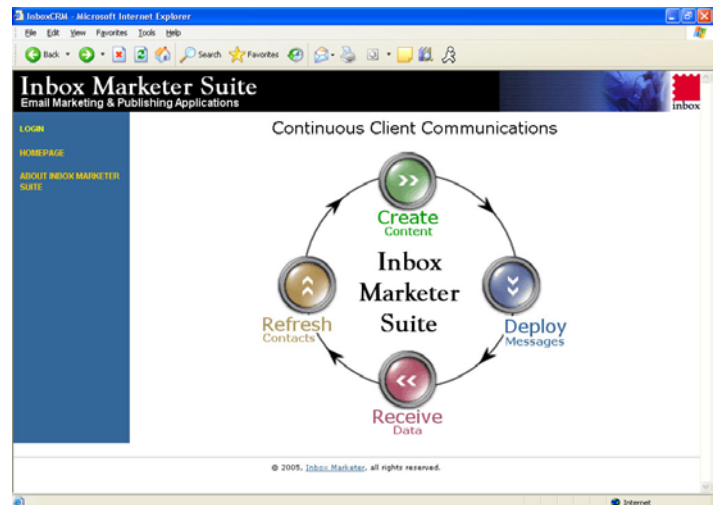 InboxCRM - Microsoft Internet Explorer
File Edit View Favorites Tools Help
Back Search Favorites
Inbox Marketer Suite
Email Marketing & Publishing Applications
inbox
LOGIN
HOMEPAGE
ABOUT INBOX MARKETER
SUITE
Continuous Client Communications
Create
Content
Inbox
Marketer
Suite
Refresh
Contacts
Deploy
Messages
Receive
Data
© 2005, Inbox Marketer, all rights reserved.
Internet